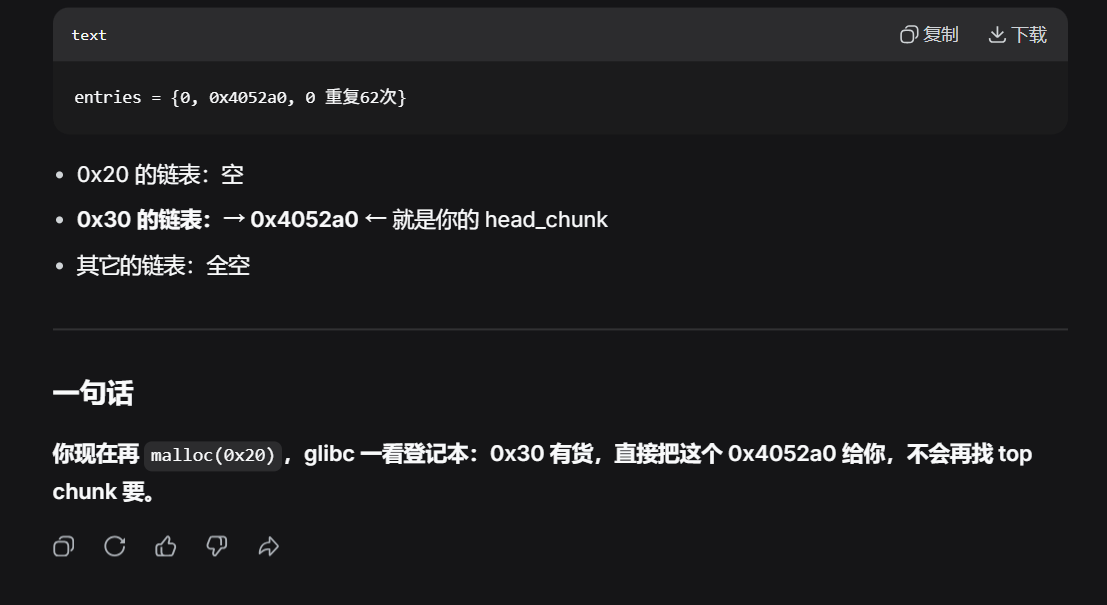 text 复制 下载
entries = {0, 0x4052a0, 0 重复62次}
• 0x20 的链表：空
• 0x30 的链表：→ 0x4052a0 ← 就是你的 head_chunk
• 其它的链表：全空
一句话
你现在再 malloc(0x20)，glibc 一看登记本：0x30 有货，直接把这个 0x4052a0 给你，不会再找 top
chunk 要。